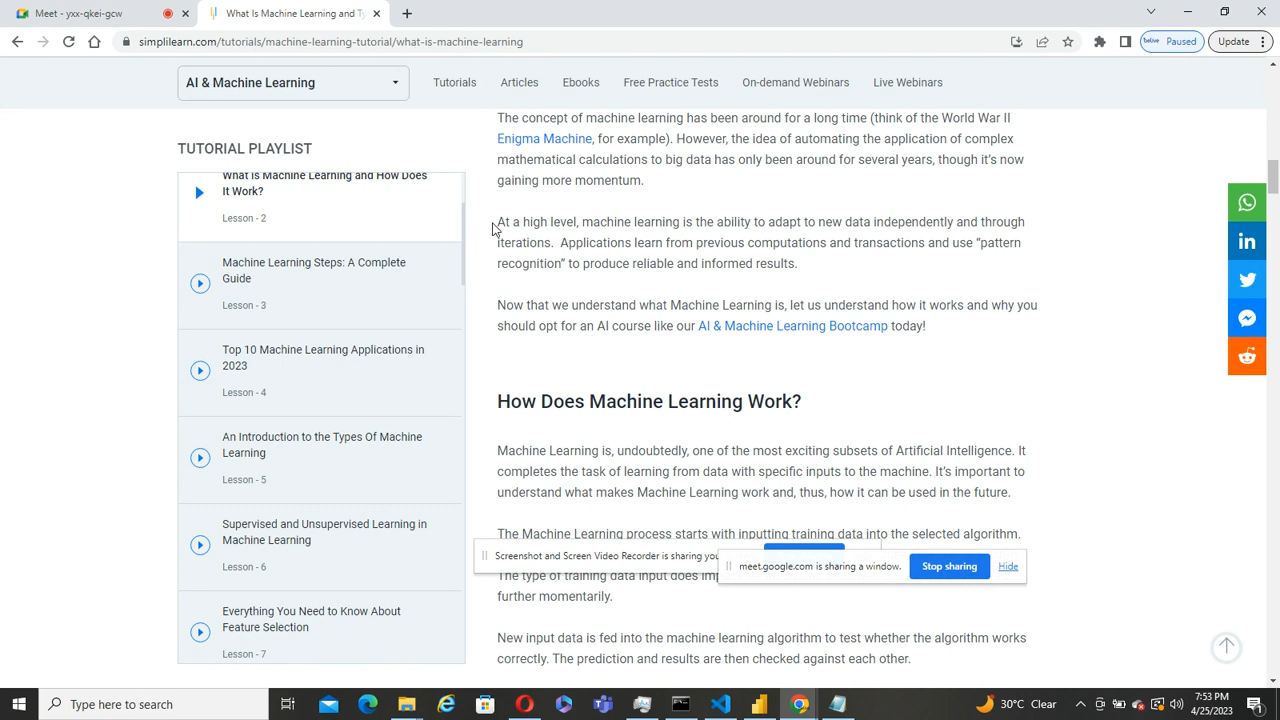 Meet - yxx-qkei-gcw
What Is Machine Learning and Ty
simplilearn.com/tutorials/machine-learning-tutorial/what-is-machine-learning
Paused
Update
AI & Machine Learning
Tutorials
Articles
Ebooks
Free Practice Tests
On-demand Webinars
Live Webinars
TUTORIAL PLAYLIST
What is Machine Learning and How Does
It Work?
Lesson - 2
Machine Learning Steps: A Complete
Guide
Lesson - 3
Top 10 Machine Learning Applications in
2023
Lesson - 4
An Introduction to the Types Of Machine
Learning
Lesson - 5
Supervised and Unsupervised Learning in
Machine Learning
Lesson - 6
Everything You Need to Know About
Feature Selection
Lesson - 7
The concept of machine learning has been around for a long time (think of the World War II
Enigma Machine, for example). However, the idea of automating the application of complex
mathematical calculations to big data has only been around for several years, though it's now
gaining more momentum.
At a high level, machine learning is the ability to adapt to new data independently and through
iterations. Applications learn from previous computations and transactions and use “pattern
recognition” to produce reliable and informed results.
Now that we understand what Machine Learning is, let us understand how it works and why you
should opt for an AI course like our AI & Machine Learning Bootcamp today!
How Does Machine Learning Work?
Machine Learning is, undoubtedly, one of the most exciting subsets of Artificial Intelligence. It
completes the task of learning from data with specific inputs to the machine. It's important to
understand what makes Machine Learning work and, thus, how it can be used in the future.
The Machine Learning process starts with inputting training data into the selected algorithm.
Screenshot and Screen Video Recorder is sharing you
meet.google.com is sharing a window.
Stop sharing
Hide
The type of training data input does
further momentarily.
New input data is fed into the machine learning algorithm to test whether the algorithm works
correctly. The prediction and results are then checked against each other.
Type here to search
30°C Clear
7:53 PM
4/25/2023